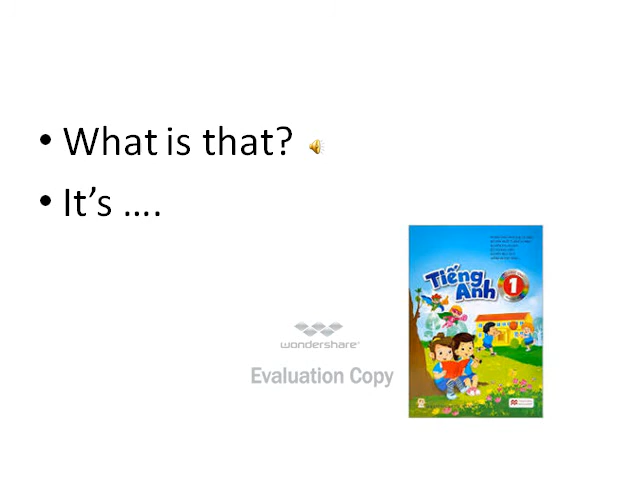 What is that?
It's ....
Tiếng
Anh
1
wondershare®
Evaluation Copy